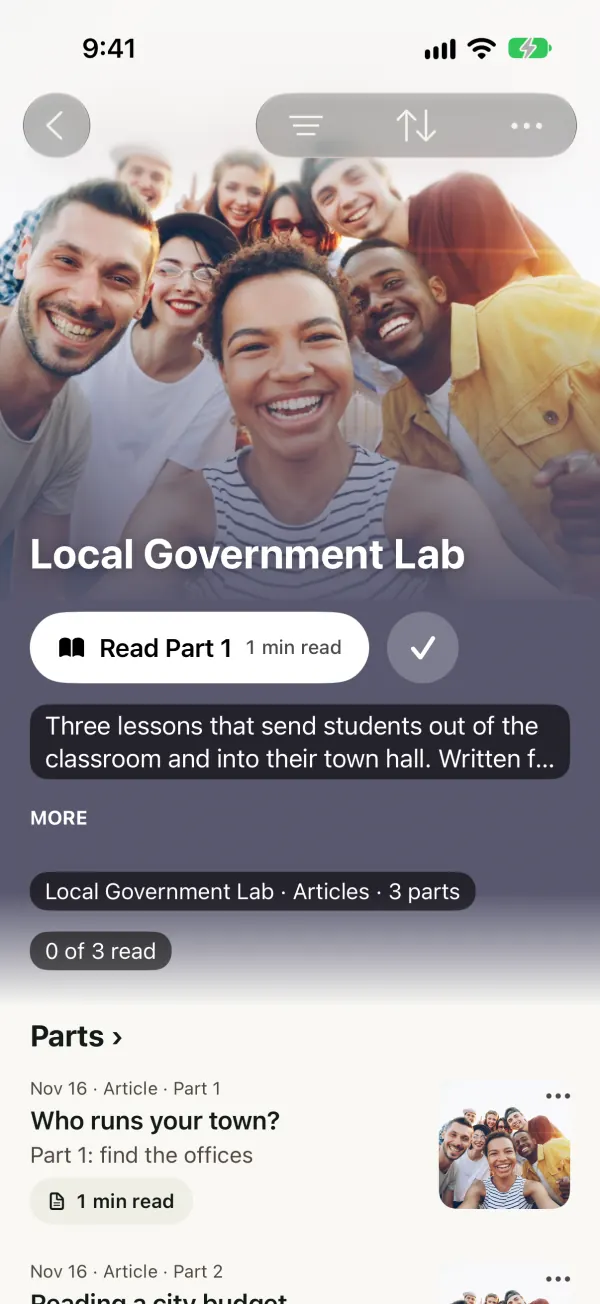 9:41
Local Government Lab
Read Part 1 1 min read
Three lessons that send students out of the
classroom and into their town hall. Written f...
MORE
Local Government Lab · Articles · 3 parts
0 of 3 read
Parts ›
Nov 16 · Article · Part 1
Who runs your town?
Part 1: find the offices
1 min read
Nov 16 · Article · Part 2
Reading a city budget